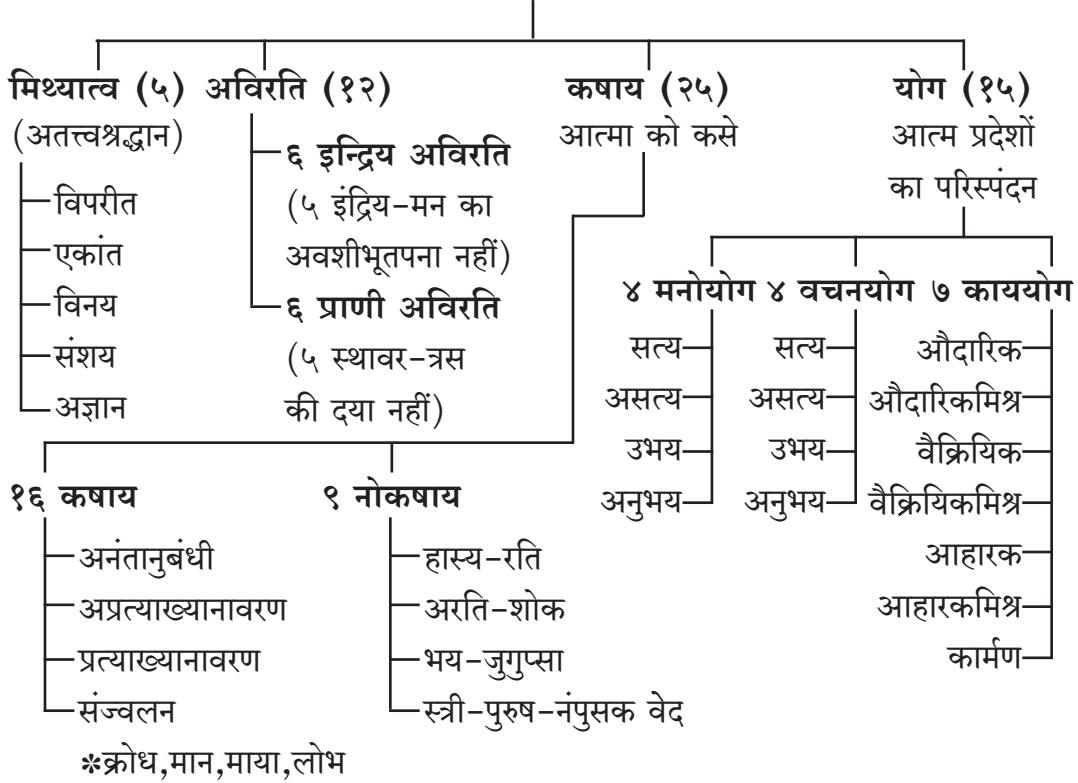 मिथ्यात्व (५) अविरति (१२) कषाय (२५) योग (१५)
(अतत्त्वश्रद्धान)
विपरीत
एकांत
विनय
संशय
अज्ञान
६ इन्द्रिय अविरति
(५ इंद्रिय-मन का
अवशीभूतपना नहीं)
६ प्राणी अविरति
(५ स्थावर-त्रस
की दया नहीं)
आत्मा को कसे
१६ कषाय
अनंतानुबंधी
अप्रत्याख्यानावरण
प्रत्याख्यानावरण
संज्वलन
*क्रोध,मान,माया,लोभ
९ नोकषाय
हास्य-रति
अरति-शोक
भय-जुगुप्सा
स्त्री-पुरुष-नंपुसक वेद
आत्म प्रदेशों
का परिस्पंदन
४ मनोयोग ४ वचनयोग ७ काययोग
सत्य
असत्य
उभय
अनुभय
सत्य
असत्य
उभय
अनुभय
औदारिक
औदारिकमिश्र
वैक्रियिक
वैक्रियिकमिश्र
आहारक
आहारकमिश्र
कार्मण